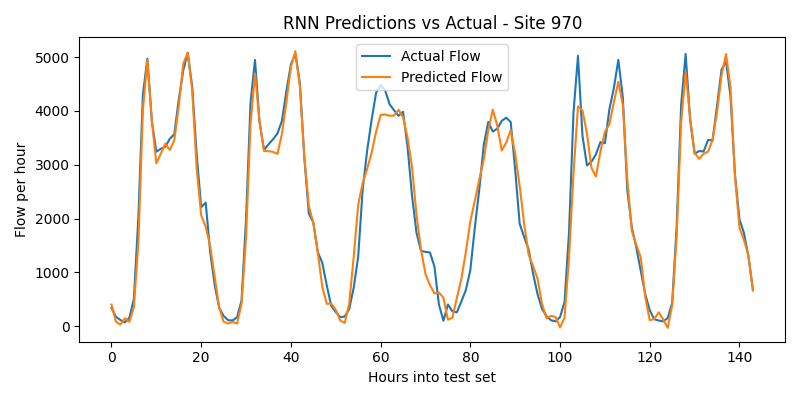 RNN Predictions vs Actual - Site 970
Actual Flow
Predicted Flow
Flow per hour
5000
4000
3000
2000
1000
0
0 20 40 60 80 100 120 140
Hours into test set